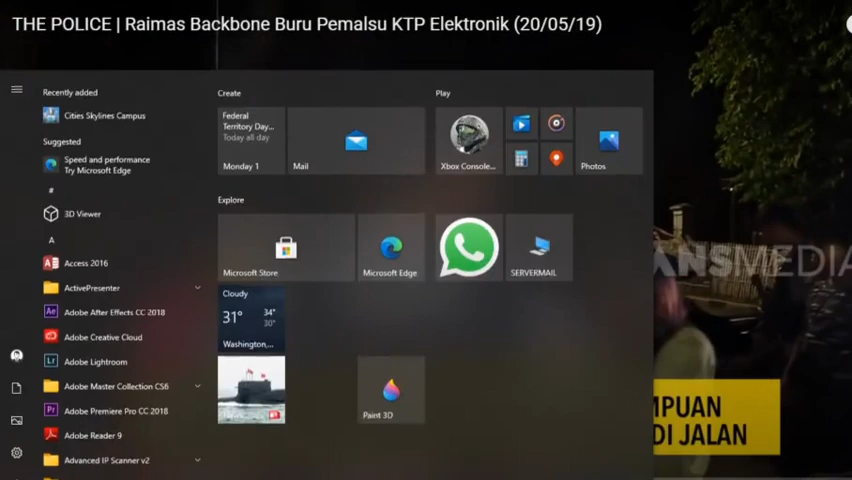 THE POLICE | Raimas Backbone Buru Pemalsu KTP Elektronik (20/05/19)
Recently added
Cities Skylines Campus
Suggested
Speed and performance
Try Microsoft Edge
#
3D Viewer
A
Access 2016
ActivePresenter
Adobe After Effects CC 2018
Adobe Creative Cloud
Adobe Lightroom
Adobe Master Collection CS6
Adobe Premiere Pro CC 2018
Adobe Reader 9
Advanced IP Scanner v2
Create
Federal
Territory Day...
Today all day
Monday 1
Mail
Explore
Microsoft Store
Microsoft Edge
Cloudy
31° 34°
30°
Washington,...
Paint 3D
Play
Xbox Console...
Photos
SERVERMAIL
ANSMEDIA
MPUAN
DI JALAN